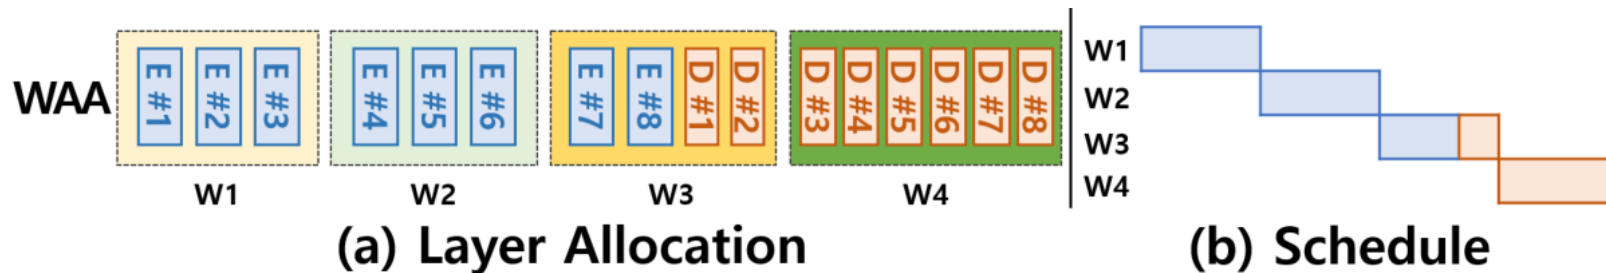 WAA
E #1
E #2
E #3
E #4
E #5
E #6
E #7
E #8
D #1
D #2
D #3
D #4
D #5
D #6
D #7
D #8
W1
W2
W3
W4
(a) Layer Allocation
W1
W2
W3
W4
(b) Schedule